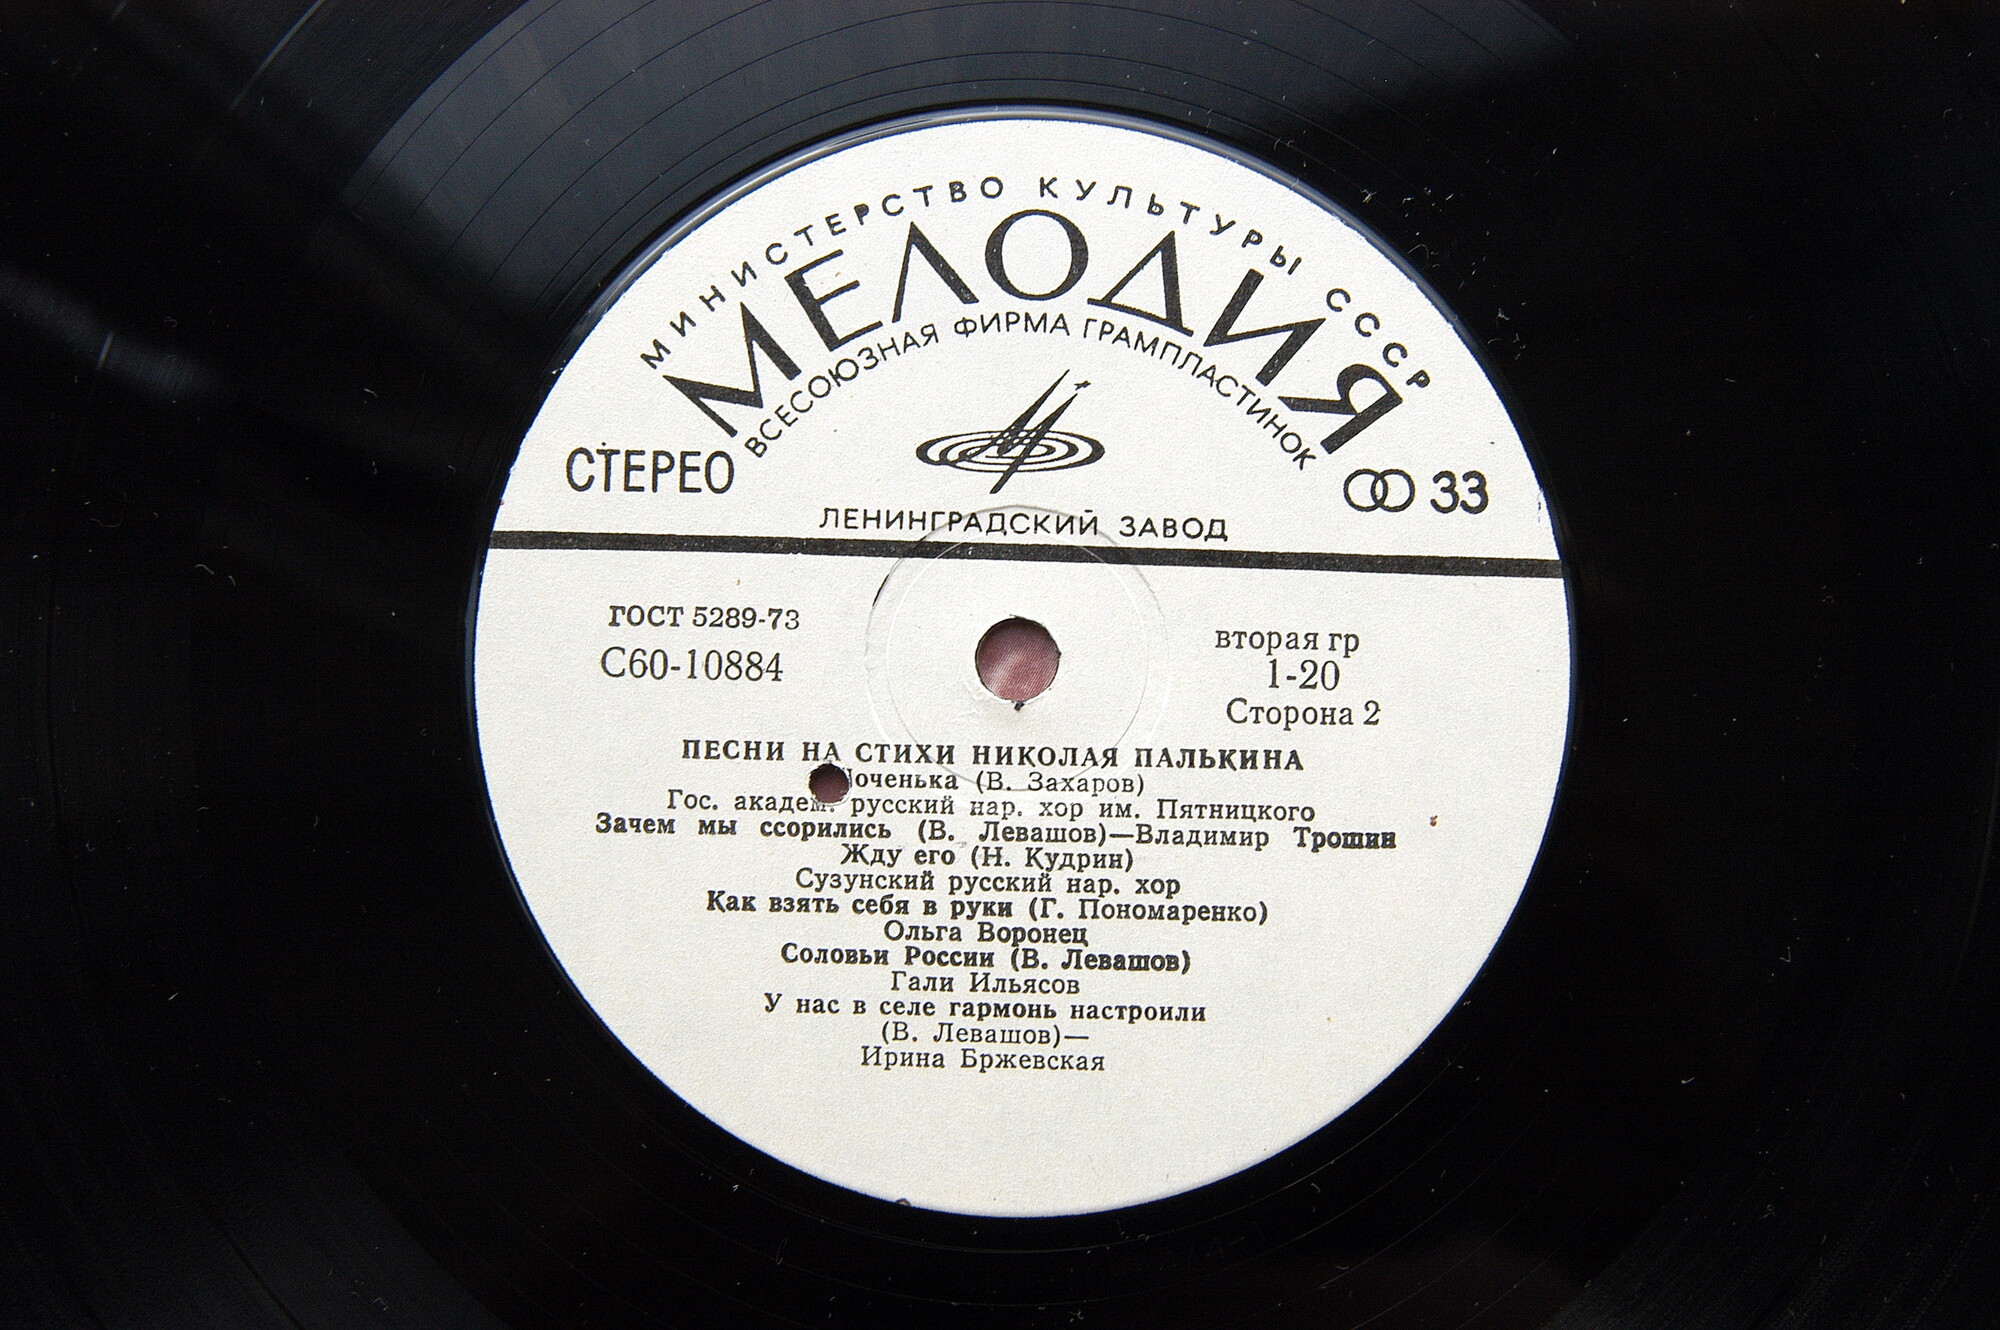 МИНИСТЕРСТВО КУЛЬТУРЫ СССР
МЕЛОДИЯ
ВСЕСОЮЗНАЯ ФИРМА ГРАМПЛАСТИНОК
СТЕРЕО
33
ЛЕНИНГРАДСКИЙ ЗАВОД
ГОСТ 5289-73
С60-10884
вторая гр
1-20
Сторона 2
ПЕСНИ НА СТИХИ НИКОЛАЯ ПАЛЬКИНА
(В. Захаров)
Гос. академ. русский нар. хор им. Пятницкого
Зачем мы ссорились (В. Левашов)—Владимир Трошин
Жду его (Н. Кудрин)
Сузунский русский нар. хор
Как взять себя в руки (Г. Пономаренко)
Ольга Воронец
Соловьи России (В. Левашов)
Гали Ильясов
У нас в селе гармонь настроили
(В. Левашов)—
Ирина Бржевская